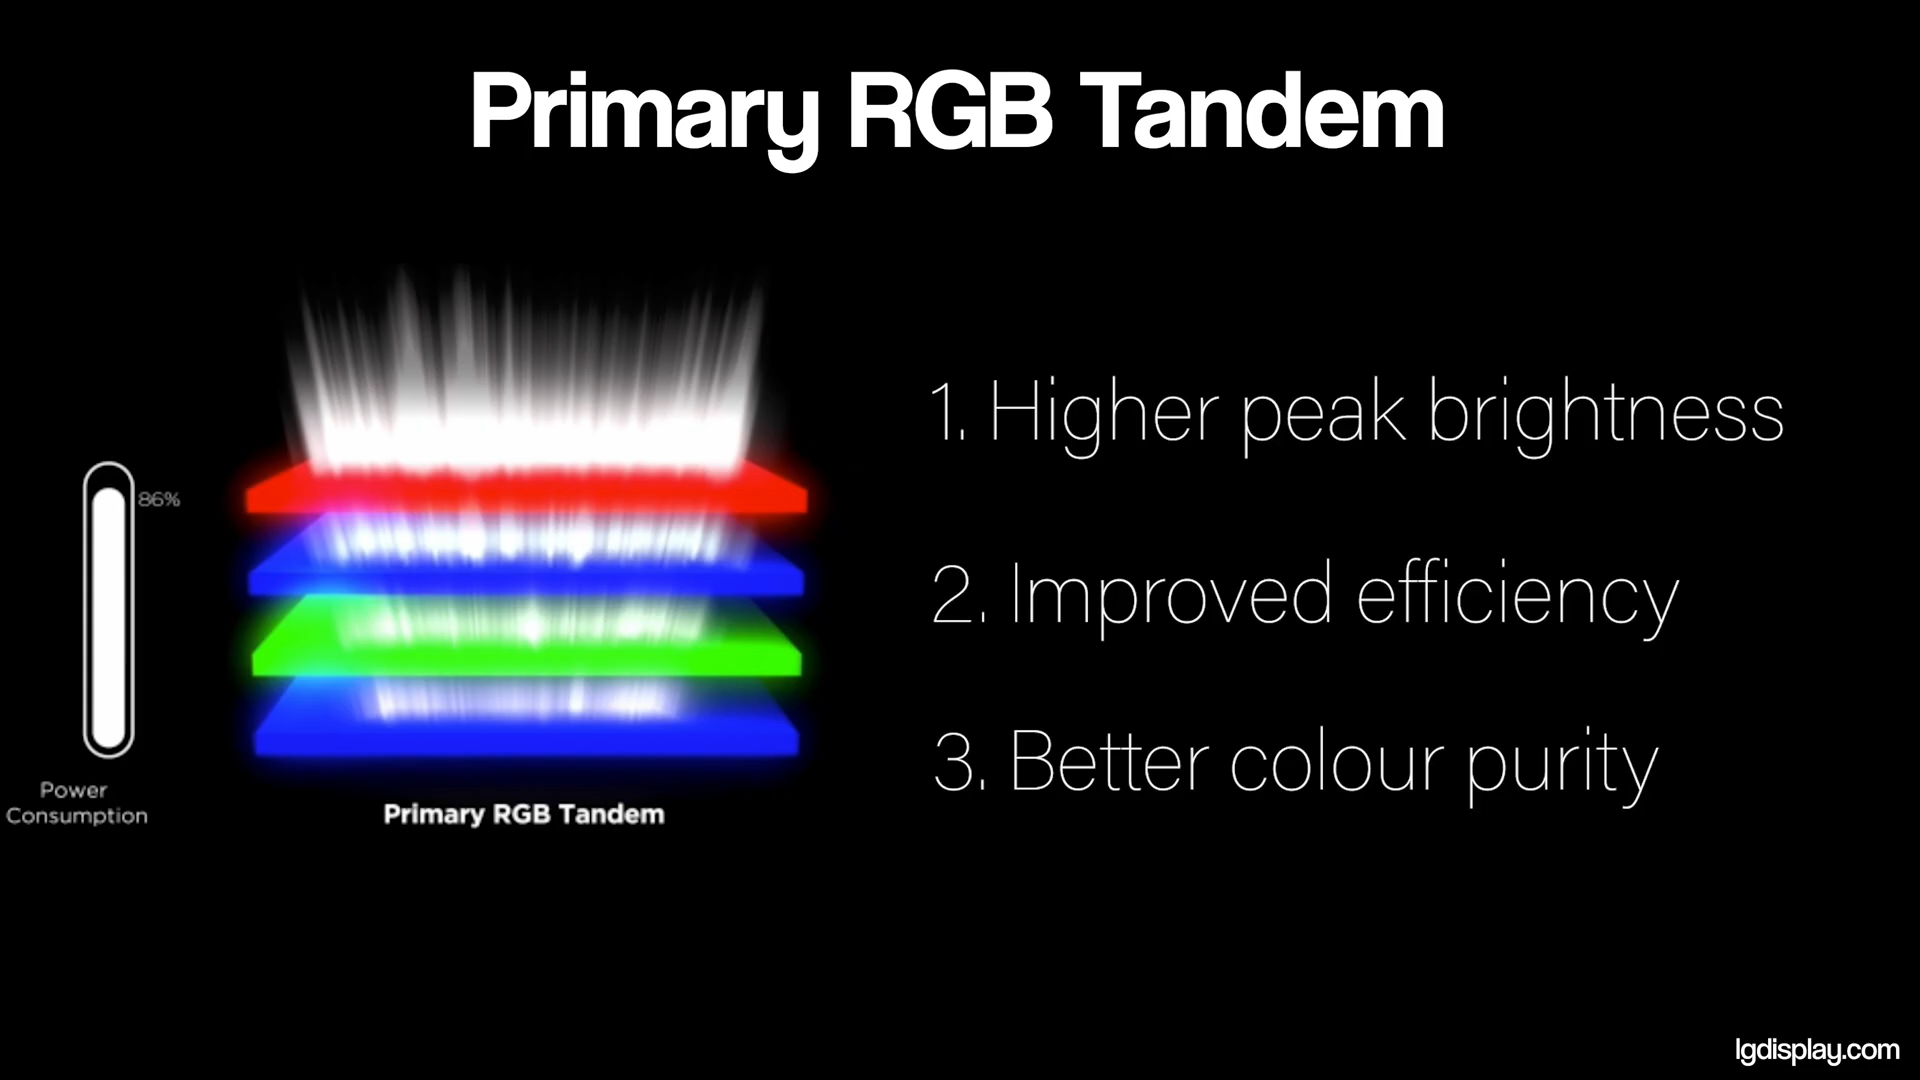 Primary RGB Tandem
86%
Power
Consumption
Primary RGB Tandem
1. Higher peak brightness
2. Improved efficiency
3. Better colour purity
lgdisplay.com